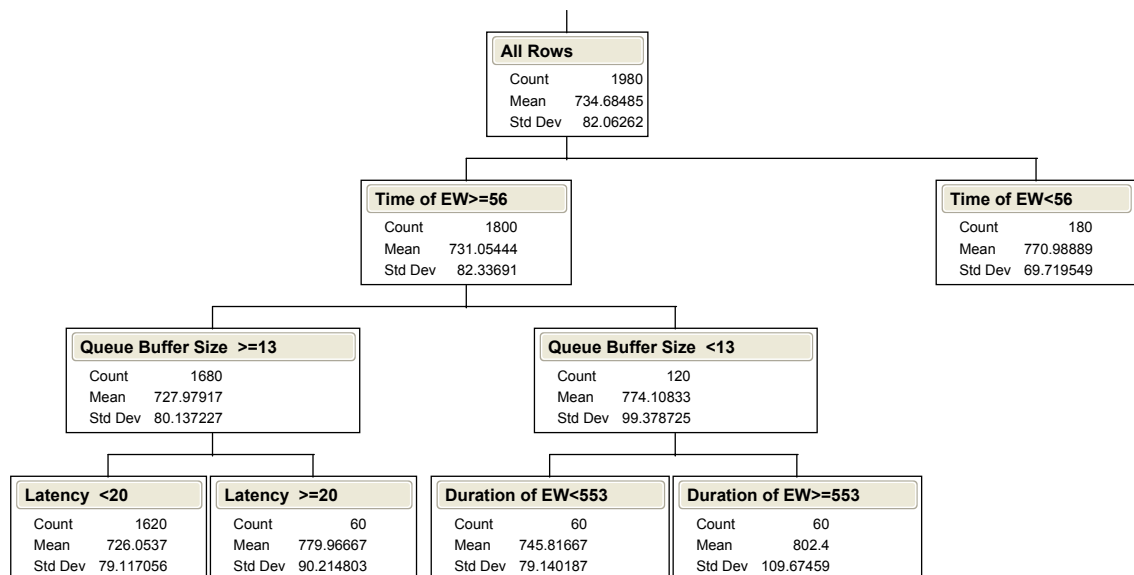 All Rows
Count 1980
Mean 734.68485
Std Dev 82.06262
Time of EW>=56
Count 1800
Mean 731.05444
Std Dev 82.33691
Time of EW<56
Count 180
Mean 770.98889
Std Dev 69.719549
Queue Buffer Size >=13
Count 1680
Mean 727.97917
Std Dev 80.137227
Queue Buffer Size <13
Count 120
Mean 774.10833
Std Dev 99.378725
Latency <20
Count 1620
Mean 726.0537
Std Dev 79.117056
Latency >=20
Count 60
Mean 779.96667
Std Dev 90.214803
Duration of EW<553
Count 60
Mean 745.81667
Std Dev 79.140187
Duration of EW>=553
Count 60
Mean 802.4
Std Dev 109.67459